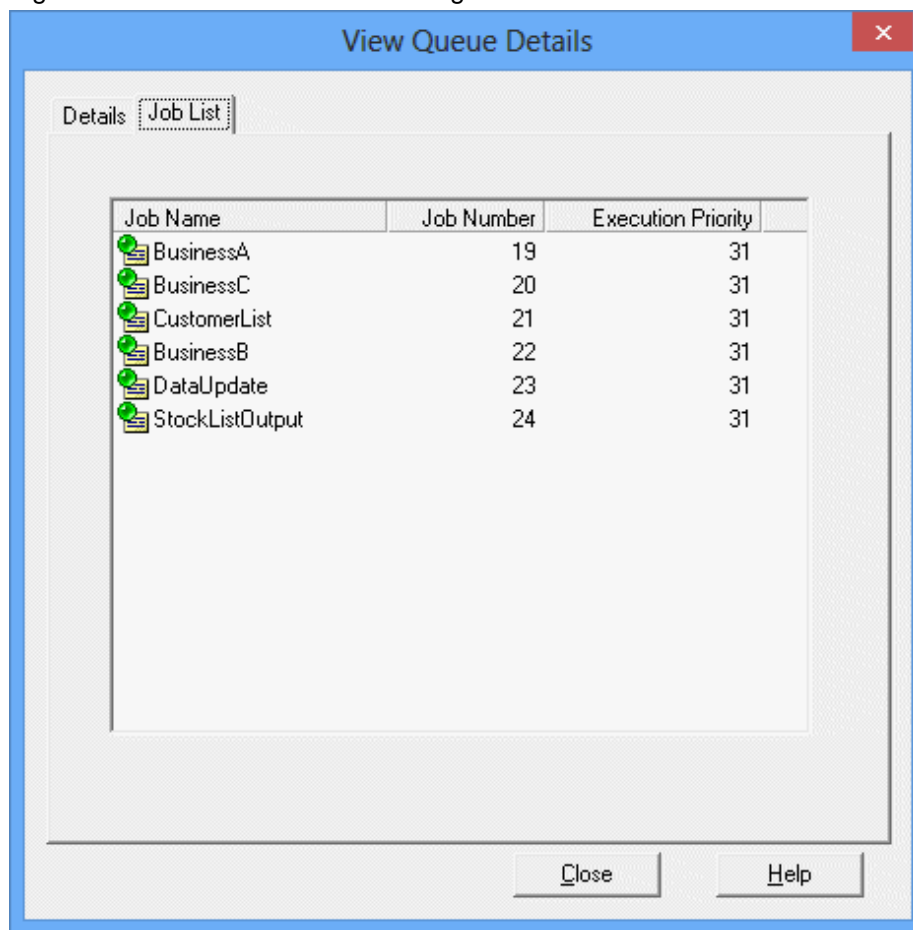 View Queue Details
Details Job List
Job Name Job Number Execution Priority
BusinessA 19 31
BusinessC 20 31
CustomerList 21 31
BusinessB 22 31
DataUpdate 23 31
StockListOutput 24 31
Close Help